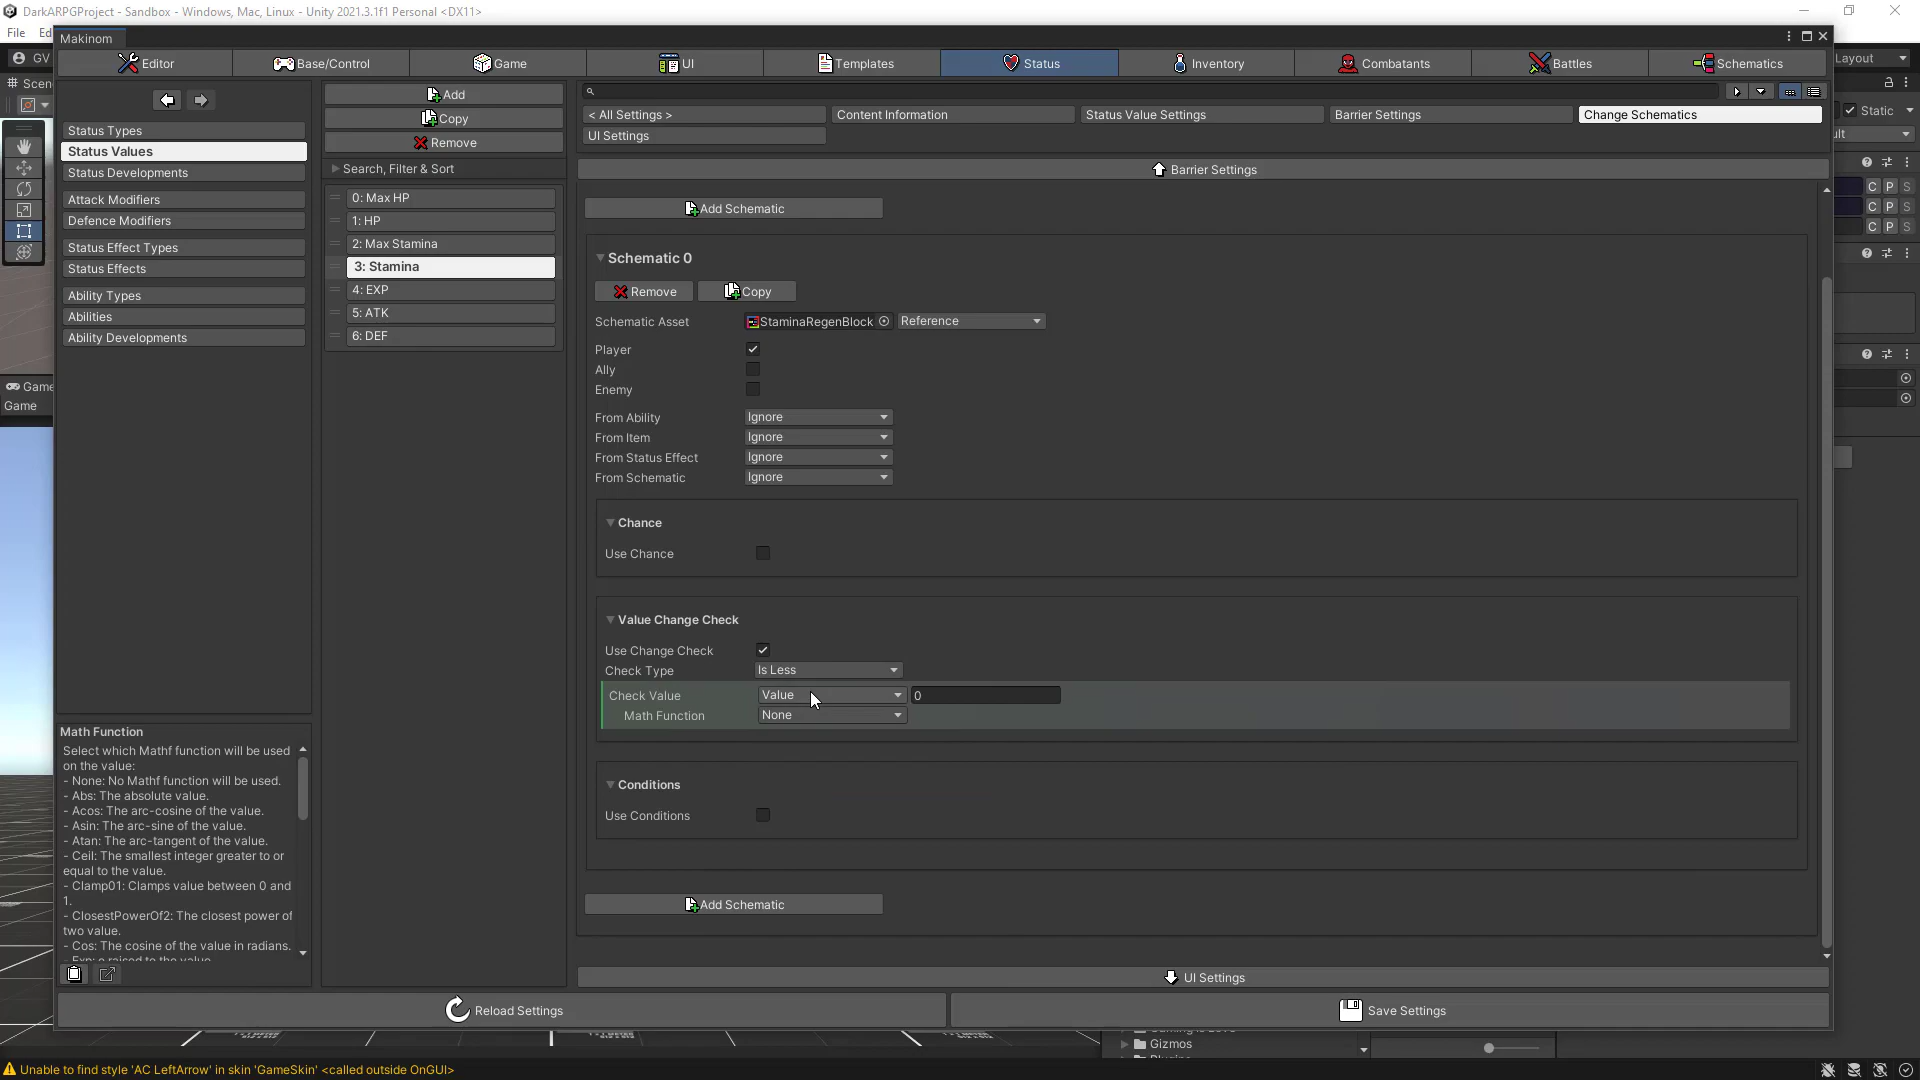 DarkARPGProject - Sandbox - Windows, Mac, Linux - Unity 2021.3.1f1 Personal <DX11>
File Ed
Makinom
GV
Editor
Base/Control
Game
UI
Templates
Status
Inventory
Combatants
Battles
Schematics
Layout
# Scen
Static
C P S
C P S
C P S
Game
Game
Status Types
Status Values
Status Developments
Attack Modifiers
Defence Modifiers
Status Effect Types
Status Effects
Ability Types
Abilities
Ability Developments
Math Function
Select which Mathf function will be used
on the value:
- None: No Mathf function will be used.
- Abs: The absolute value.
- Acos: The arc-cosine of the value.
- Asin: The arc-sine of the value.
- Atan: The arc-tangent of the value.
- Ceil: The smallest integer greater to or
equal to the value.
- Clamp01: Clamps value between 0 and
1.
- ClosestPowerOf2: The closest power of
two value.
- Cos: The cosine of the value in radians.
- Exp: e raised to the value.
Add
Copy
Remove
Search, Filter & Sort
0: Max HP
1: HP
2: Max Stamina
3: Stamina
4: EXP
5: ATK
6: DEF
< All Settings >
Content Information
Status Value Settings
Barrier Settings
Change Schematics
UI Settings
Barrier Settings
Add Schematic
Schematic 0
Remove
Copy
Schematic Asset StaminaRegenBlock Reference
Player
Ally
Enemy
From Ability Ignore
From Item Ignore
From Status Effect Ignore
From Schematic Ignore
Chance
Use Chance
Value Change Check
Use Change Check
Check Type Is Less
Check Value Value 0
Math Function None
Conditions
Use Conditions
Add Schematic
UI Settings
Reload Settings
Save Settings
Gizmos
Unable to find style 'AC LeftArrow' in skin 'GameSkin' <called outside OnGUI>